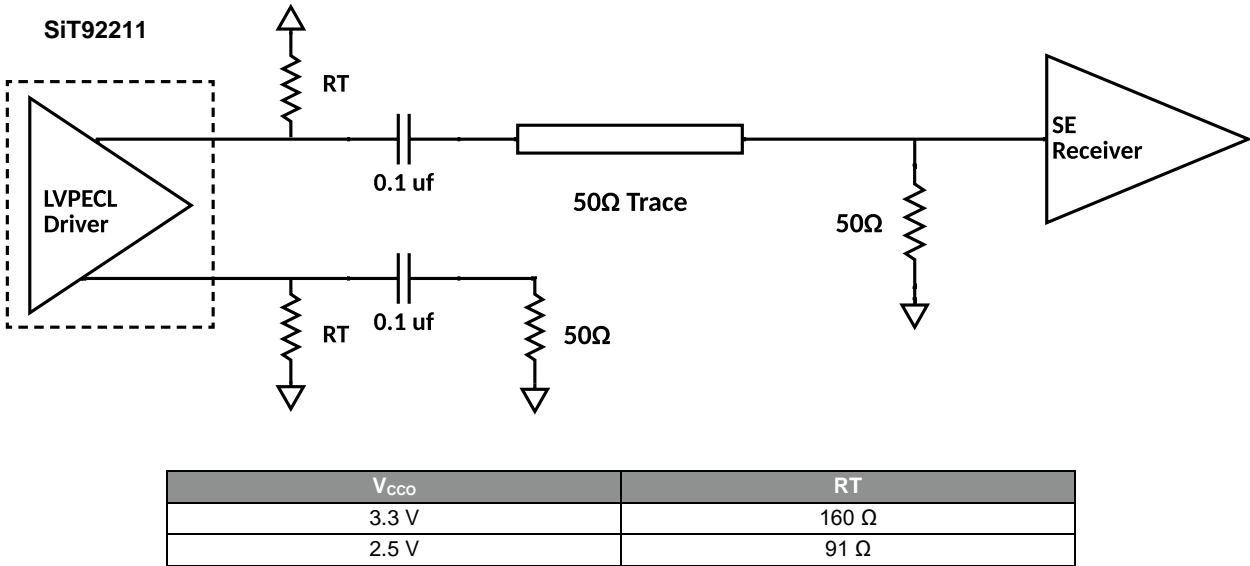 SiT92211
RT
LVPECL
Driver
0.1 uf
50Ω Trace
SE
Receiver
50Ω
RT
0.1 uf
50Ω
VCCO RT
3.3 V 160 Ω
2.5 V 91 Ω